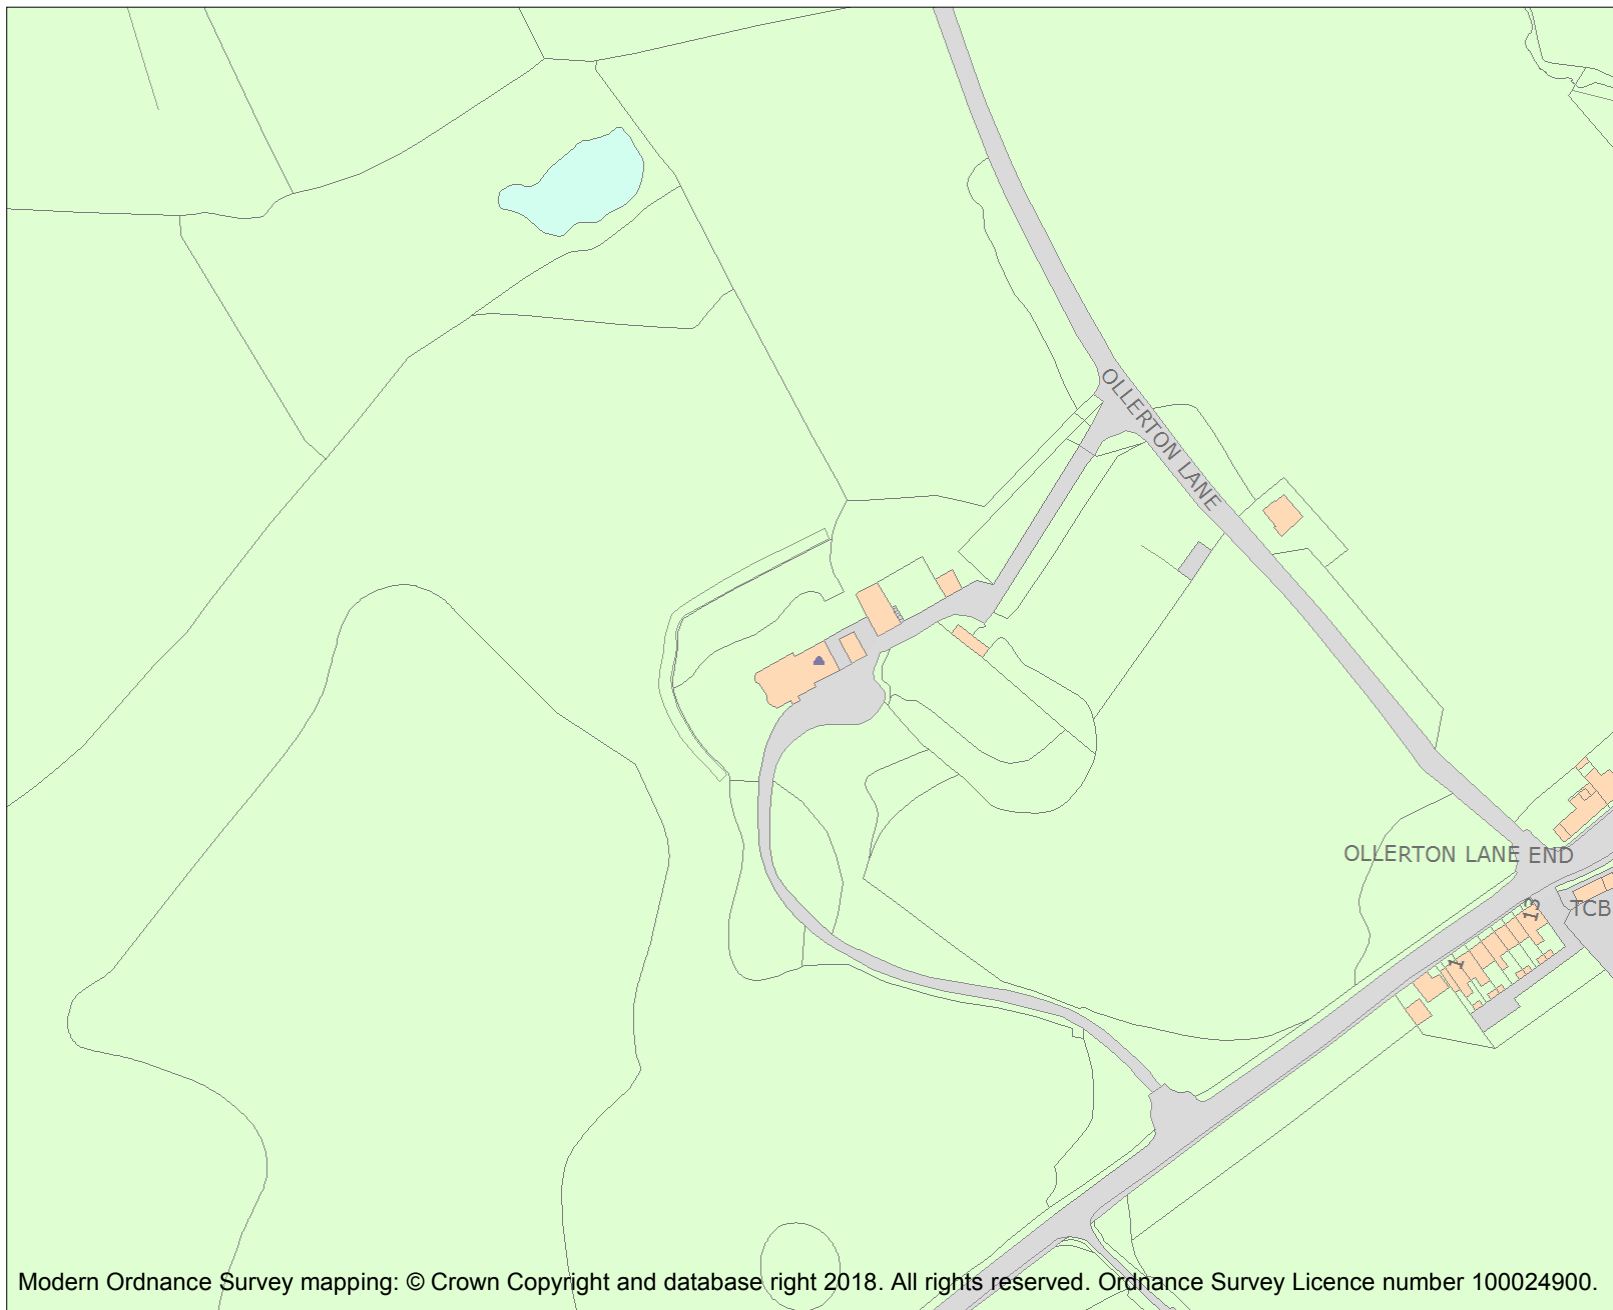 OLLERTON LANE
OLLERTON LANE END
13
TCB
1
Modern Ordnance Survey mapping: © Crown Copyright and database right 2018. All rights reserved. Ordnance Survey Licence number 100024900.